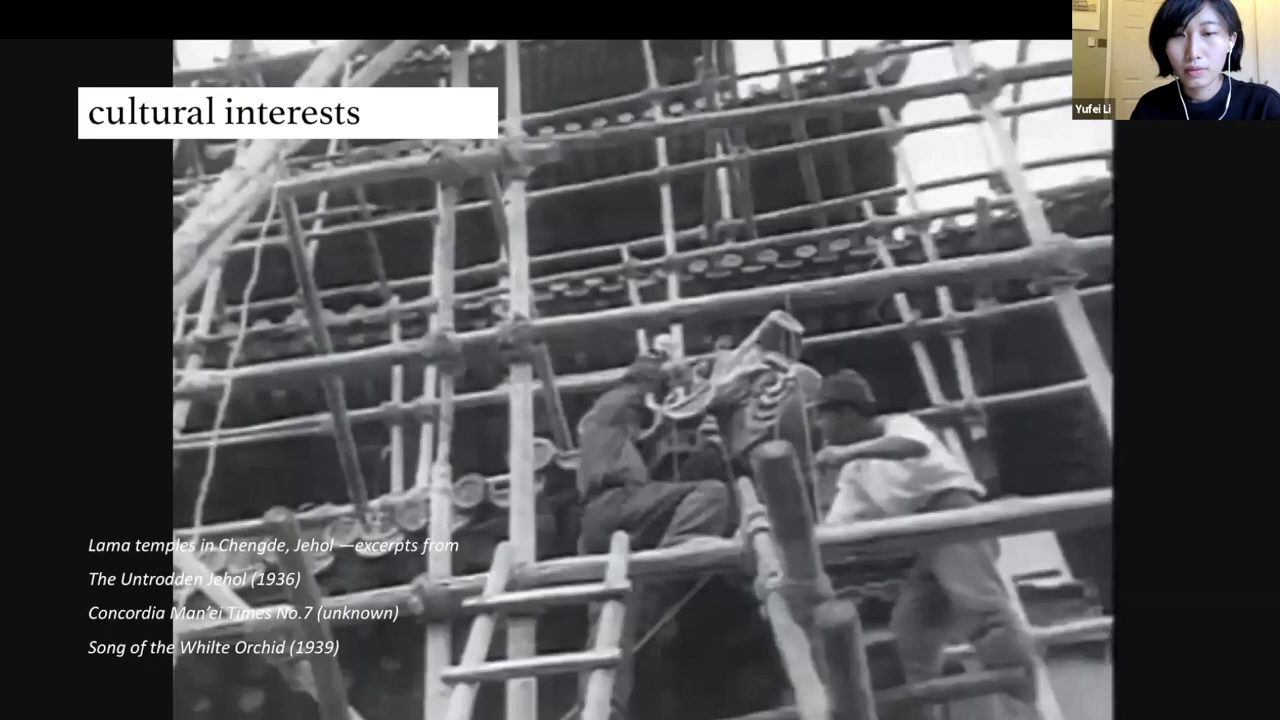 cultural interests
Yufei Li
Lama temples in Chengde, Jehol —excerpts from
The Untrodden Jehol (1936)
Concordia Man’ei Times No.7 (unknown)
Song of the Whilte Orchid (1939)